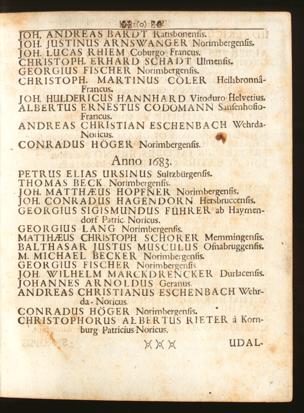 (o)
JOH. ANDREAS BARDT Ratisbonensis.
JOH. JUSTINUS ARNSWANGER Norimbergensis.
JOH. LUCAS RHIEM Coburgo-Francus.
CHRISTOPH. ERHARD SCHADT Ulmensis.
GEORGIUS FISCHER Norimbergensis.
CHRISTOPH. MARTINUS CÖLER Heilsbronnâ-
Francus.
JOH. HULDERICUS HANNHARD Vitoduro Helvetius.
ALBERTUS ERNESTUS CODOMANN
Francus.
ANDREAS CHRISTIAN ESCHENBACH Wehrda-
Noricus.
CONRADUS HÖGER Norimbergensis.
Anno 1683.
PETRUS ELIAS URSINUS Sultzbürgensis.
THOMAS BECK Norimbergensis.
JOH. MATTHÆUS HOPFNER Norimbergensis.
JOH. CONRADUS HAGENDORN Hersbruccensis.
GEORGIUS SIGISMUNDUS FÜHRER ab Haymen-
dorf Patric. Noricus.
GEORGIUS LANG Norimbergensis.
MATTHÆUS CHRISTOPH SCHORER Memmingensis.
BALTHASAR JUSTUS MUSCULUS Osnabruggensis.
M. MICHAEL BECKER Norimbergensis.
GEORGIUS FISCHER Norimbergensis
JOH. WILHELM MARCKDRENCKER Durlacensis.
JOHANNES ARNOLDUS Geranus.
ANDREAS CHRISTIANUS ESCHENBACH Wehr-
da-Noricus.
CONRADUS HÖGER Norimbergensis.
CHRISTOPHORUS ALBERTUS RIETER â Korn-
burg Patricius Noricus.
UDAL-